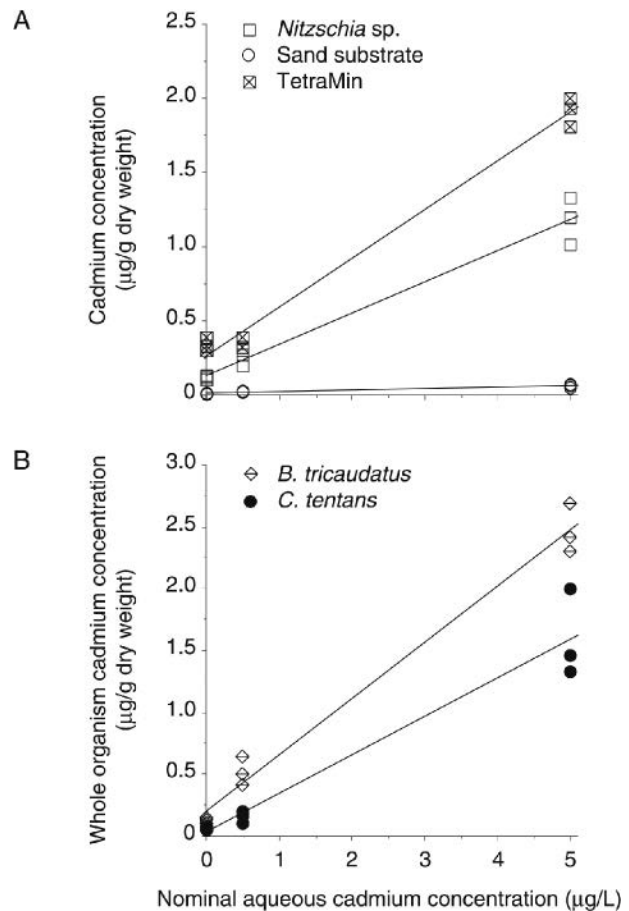 A
Nitzschia sp.
Sand substrate
TetraMin
Cadmium concentration
(µg/g dry weight)
2.5
2.0
1.5
1.0
0.5
0
B
B. tricaudatus
C. tentans
Whole organism cadmium concentration
(µg/g dry weight)
3.0
2.5
2.0
1.5
1.0
0.5
0
0 1 2 3 4 5
Nominal aqueous cadmium concentration (µg/L)